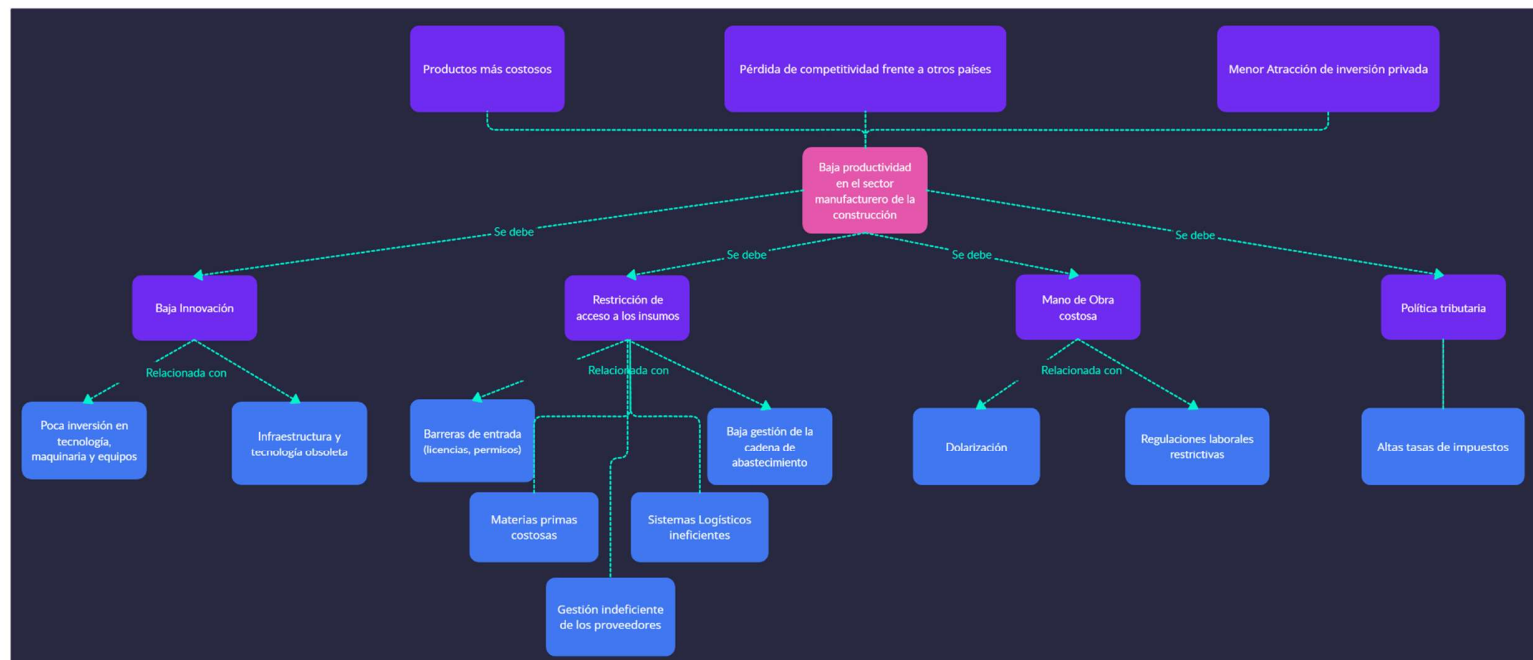 Productos más costosos
Pérdida de competitividad frente a otros países
Menor Atracción de inversión privada
Baja productividad
en el sector
manufacturero de la
construcción
Se debe
Se debe
Se debe
Se debe
Baja Innovación
Restricción de
acceso a los insumos
Mano de Obra
costosa
Política tributaria
Relacionada con
Relacionada con
Relacionada con
Poca inversión en
tecnología,
maquinaria y equipos
Infraestructura y
tecnología obsoleta
Barreras de entrada
(licencias, permisos)
Baja gestión de la
cadena de
abastecimiento
Dolarización
Regulaciones laborales
restrictivas
Altas tasas de impuestos
Materias primas
costosas
Sistemas Logísticos
ineficientes
Gestión indeficiente
de los proveedores